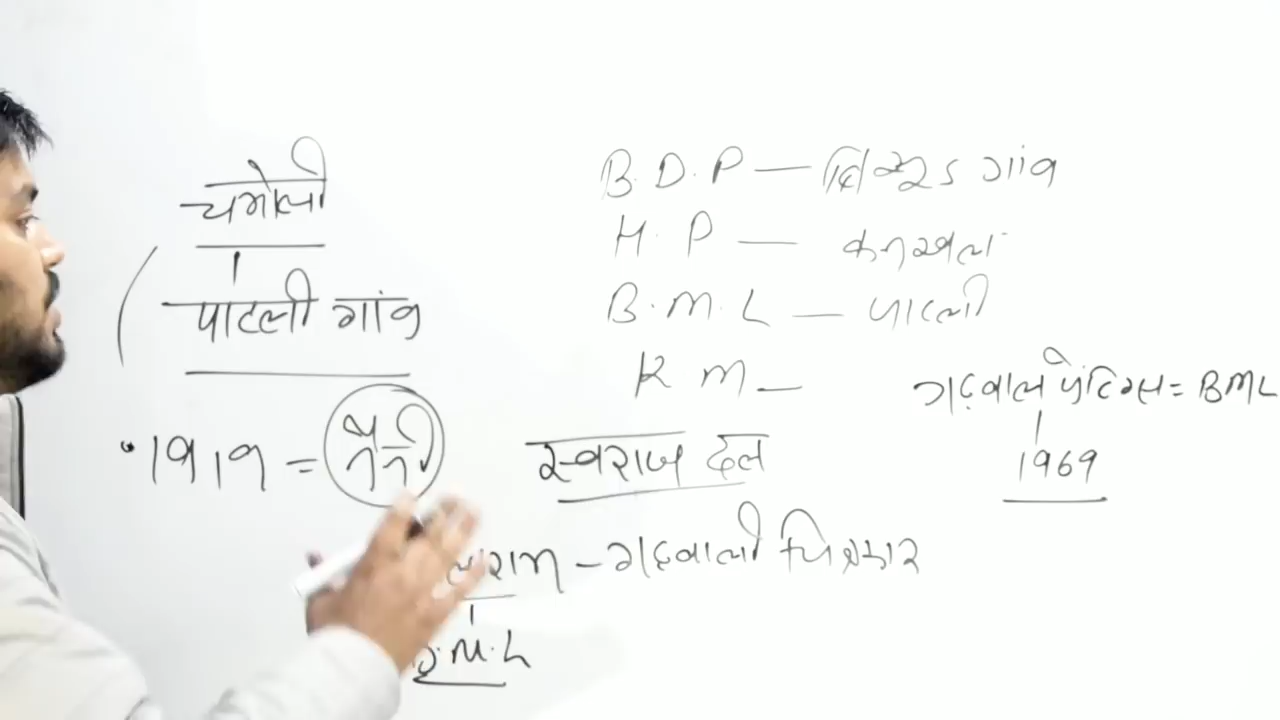 चमोली
पाटली गांव
1919 = 
B.D.P —  गांव
H.P — कनखल
B.M.L — पाटली
K M —
स्वराज दल
गढ़वाल पेंटिंग्स = BML
1969
राम - गढ़वाली चित्रकार
M.L